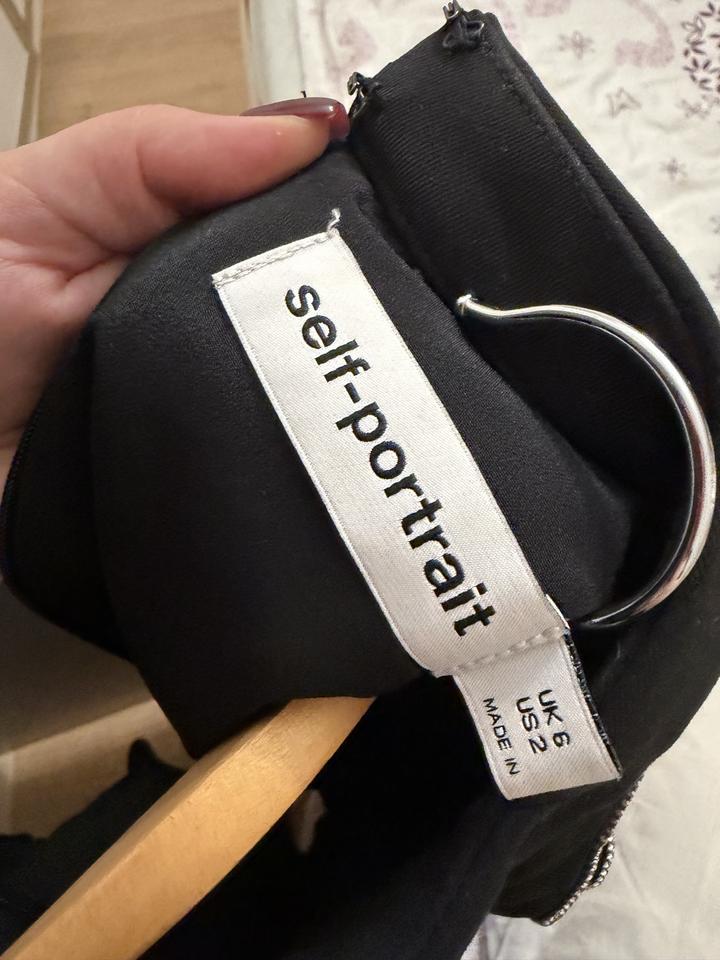 self-portrait
UK 6
US 2
MADE IN